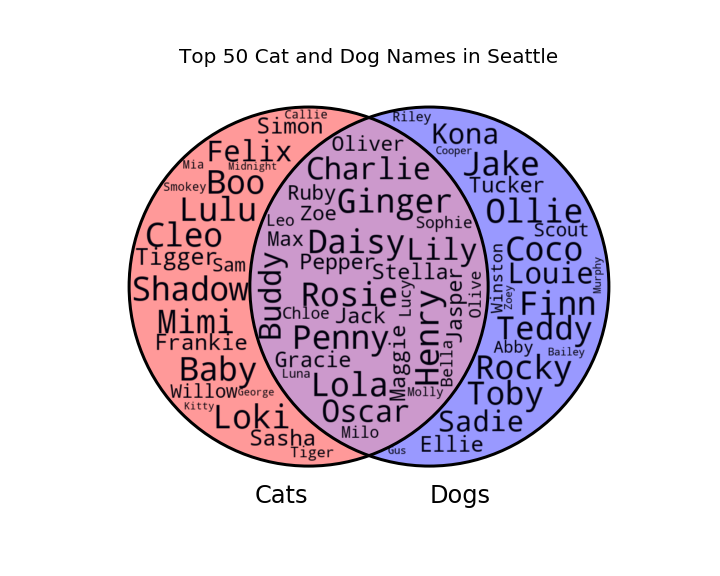 Top 50 Cat and Dog Names in Seattle
Callie
Simon
Felix
Mia
Midnight
Smokey
Boo
Lulu
Cleo
Tigger
Sam
Shadow
Mimi
Frankie
Baby
Willow
George
Kitty
Loki
Sasha
Tiger
Oliver
Charlie
Ruby
Ginger
Leo
Zoe
Sophie
Max
Daisy
Lily
Pepper
Stella
Buddy
Rosie
Lucy
Olive
Chloe
Jack
Henry
Jasper
Penny
Maggie
Bella
Gracie
Luna
Lola
Molly
Oscar
Milo
Riley
Kona
Cooper
Jake
Tucker
Ollie
Scout
Winston
Coco
Louie
Murphy
Zoey
Finn
Teddy
Abby
Bailey
Rocky
Toby
Sadie
Ellie
Gus
Cats
Dogs